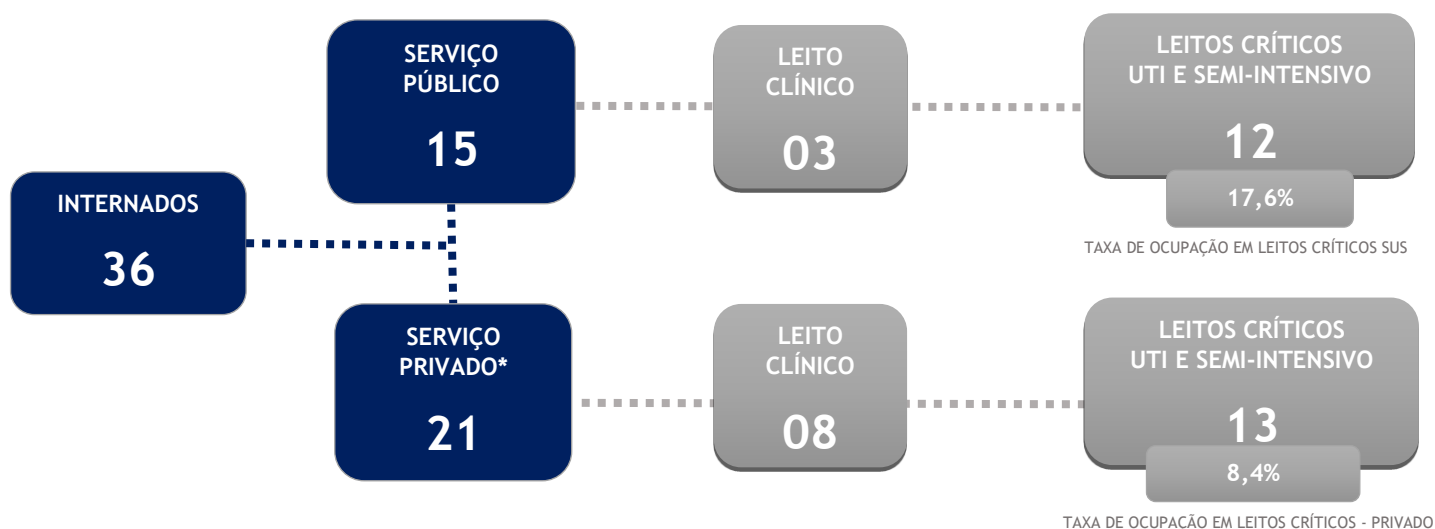 INTERNADOS
36
SERVIÇO
PÚBLICO
15
LEITO
CLÍNICO
03
LEITOS CRÍTICOS
UTI E SEMI-INTENSIVO
12
17,6%
TAXA DE OCUPAÇÃO EM LEITOS CRÍTICOS SUS
SERVIÇO
PRIVADO*
21
LEITO
CLÍNICO
08
LEITOS CRÍTICOS
UTI E SEMI-INTENSIVO
13
8,4%
TAXA DE OCUPAÇÃO EM LEITOS CRÍTICOS - PRIVADO